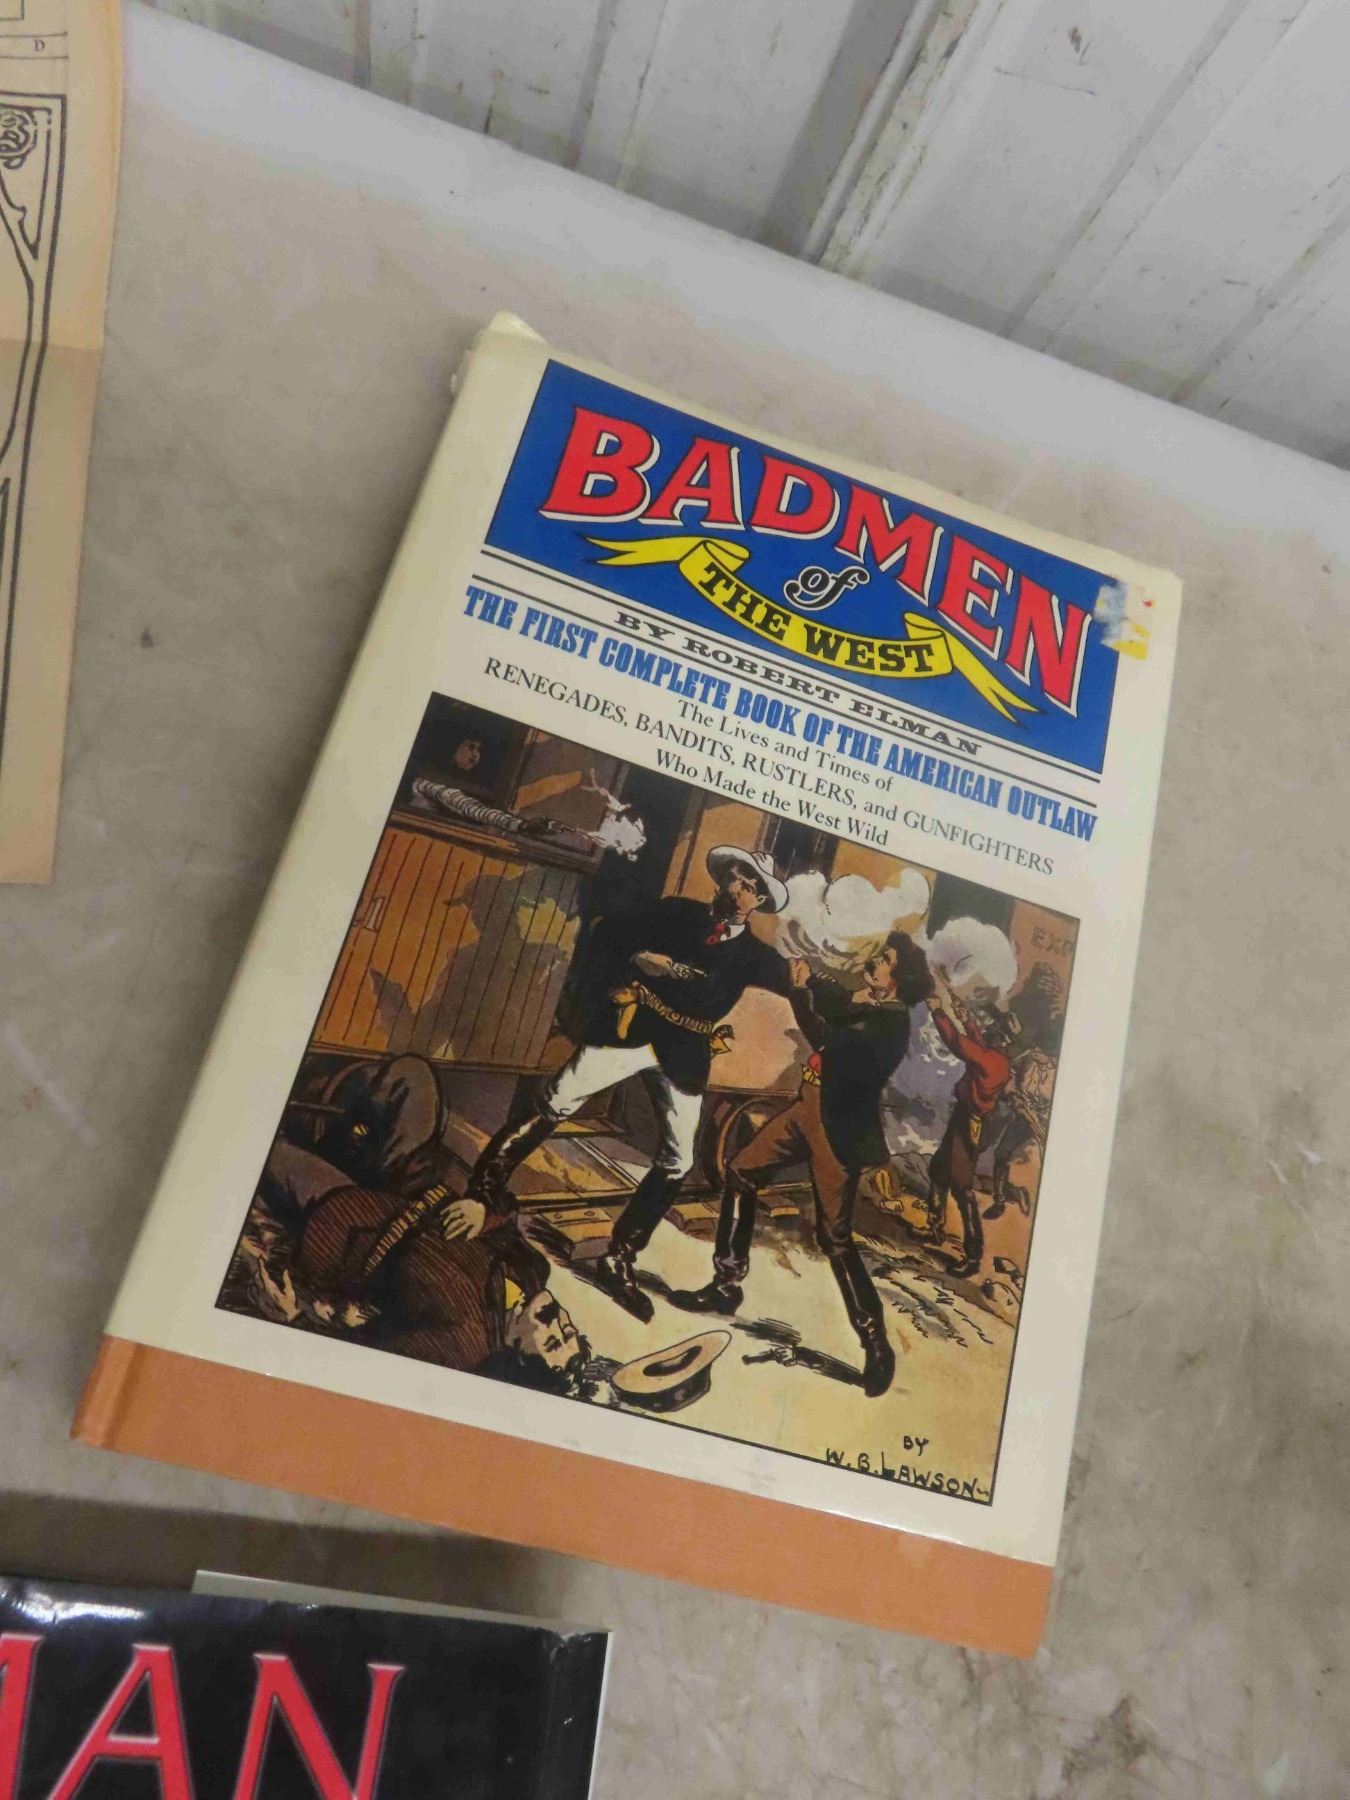 D
BADMEN
of
THE WEST
BY ROBERT ELMAN
THE FIRST COMPLETE BOOK OF THE AMERICAN OUTLAW
The Lives and Times of
RENEGADES, BANDITS, RUSTLERS, and GUNFIGHTERS
Who Made the West Wild
EXP
BY
W. B. LAWSON
MAN